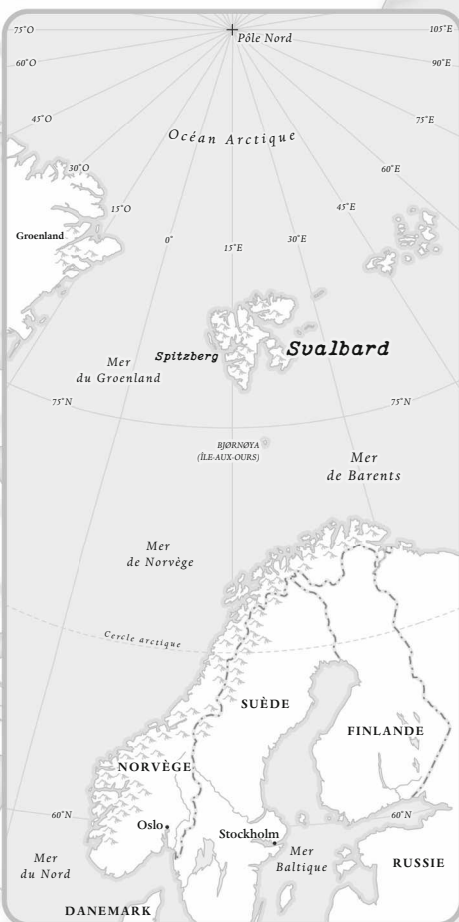 75°O
105°E
Pôle Nord
60°O
90°E
45°O
75°E
Océan Arctique
30°O
60°E
15°O
45°E
Groenland
0°
15°E
30°E
Spitzberg
Svalbard
Mer
du Groenland
75°N
75°N
BJØRNØYA
(ÎLE-AUX-OURS)
Mer
de Barents
Mer
de Norvège
Cercle arctique
SUÈDE
FINLANDE
NORVÈGE
60°N
60°N
Oslo
Stockholm
Mer
Baltique
Mer
du Nord
RUSSIE
DANEMARK